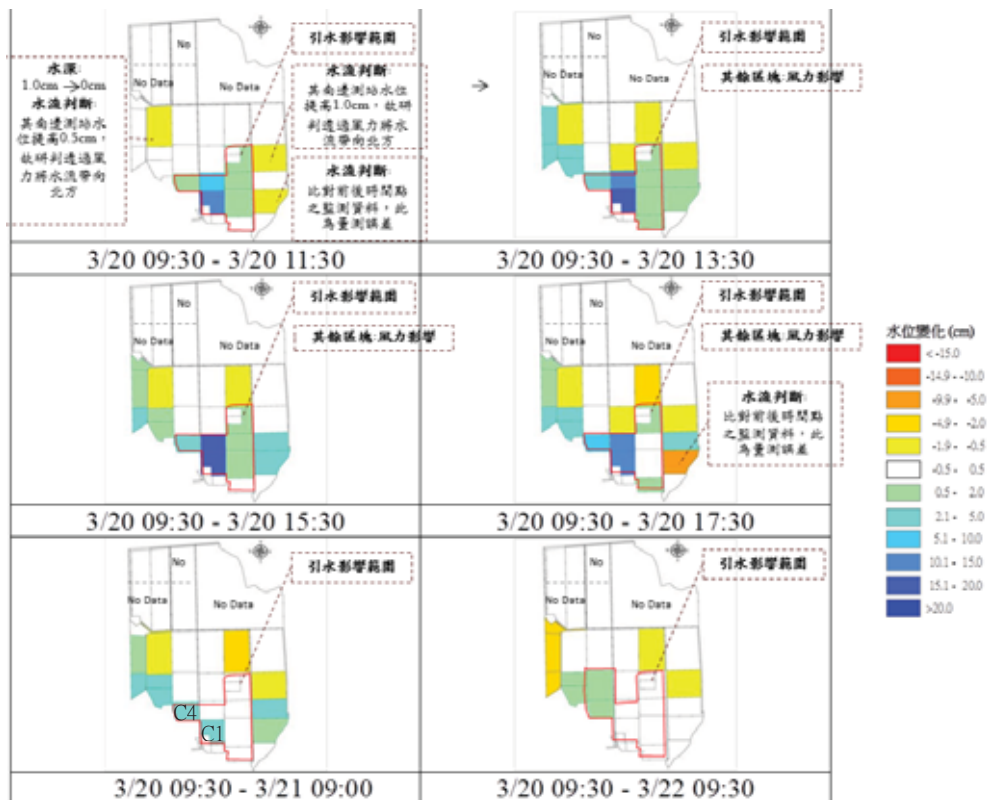 No
No Data
No Data
水深:
1.0cm →0cm
水流判斷:
其南邊測站水
位提高0.5cm，
故研判透過風
力將水流帶向
北方
引水影響範圍
水流判斷:
其南邊測站水位
提高1.0cm，故研
判透過風力將水
流帶向北方
水流判斷:
比對前後時間點
之監測資料，此
為量測誤差
3/20 09:30 - 3/20 11:30
→
No
No Data
No Data
引水影響範圍
其餘區塊:風力影響
3/20 09:30 - 3/20 13:30
No
No Data
引水影響範圍
其餘區塊:風力影響
3/20 09:30 - 3/20 15:30
No
No Data
引水影響範圍
其餘區塊:風力影響
水流判斷:
比對前後時間點
之監測資料，此
為量測誤差
3/20 09:30 - 3/20 17:30
No
No Data
No Data
引水影響範圍
C4
C1
3/20 09:30 - 3/21 09:00
No
No Data
No Data
引水影響範圍
3/20 09:30 - 3/22 09:30
水位變化 (cm)
< -15.0
-14.9 - -10.0
-9.9 - -5.0
-4.9 - -2.0
-1.9 - -0.5
-0.5 - 0.5
0.5 - 2.0
2.1 - 5.0
5.1 - 10.0
10.1 - 15.0
15.1 - 20.0
>20.0